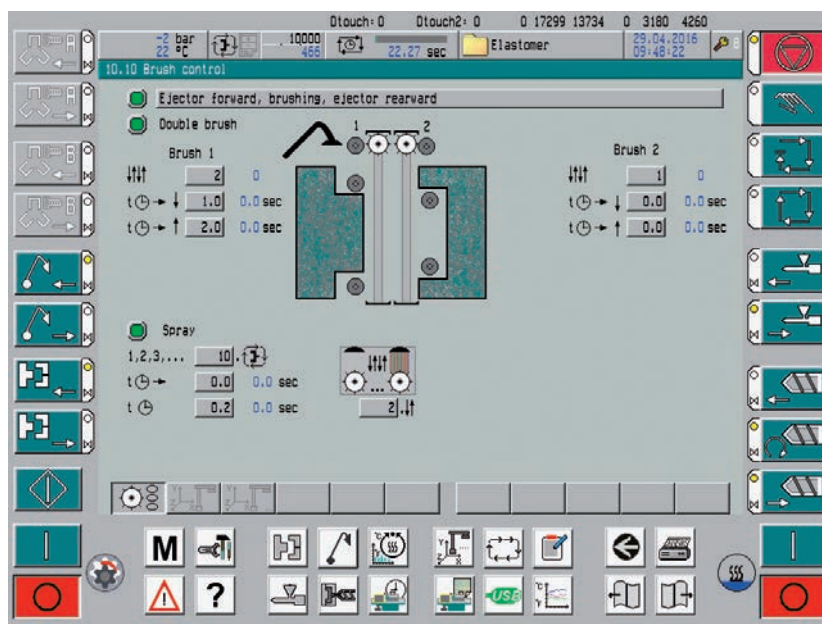 Dtouch: 0 Dtouch2: 0 0 17299 13734 0 3180 4260
-2 bar
22 °C
10000
466
22.27 sec
Elastomer
29.04.2016
09:48:22
10.10 Brush control
Ejector forward, brushing, ejector rearward
Double brush
1 2
Brush 1
2 0
t 1.0 0.0 sec
t 2.0 0.0 sec
Brush 2
1 0
t 0.0 0.0 sec
t 0.0 0.0 sec
Spray
1,2,3,... 10.
t 0.0 0.0 sec
t 0.2 0.0 sec
...
2.
M
?
USB
°C
°F